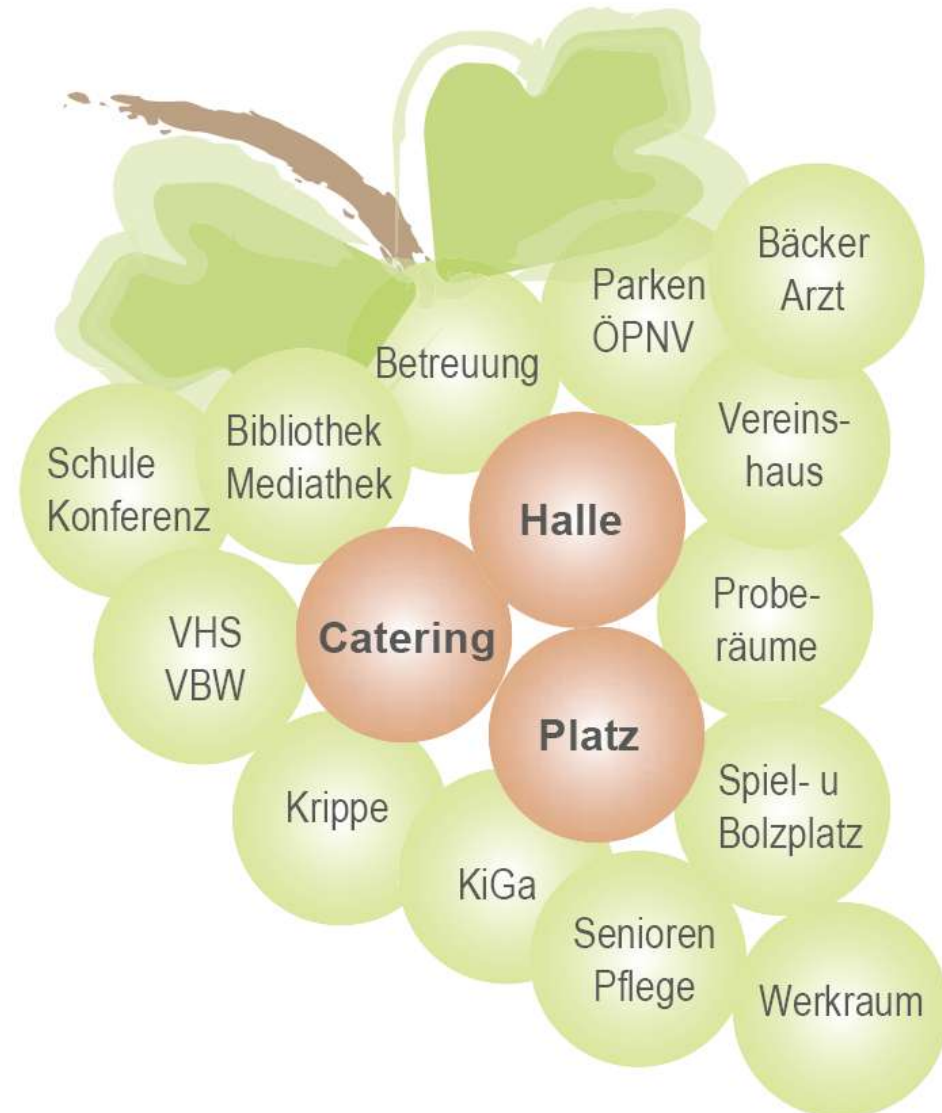 Bäcker
Arzt
Parken
ÖPNV
Betreuung
Vereins-
haus
Bibliothek
Mediathek
Schule
Konferenz
Halle
Probe-
räume
Catering
VHS
VBW
Platz
Spiel- u
Bolzplatz
Krippe
KiGa
Senioren
Pflege
Werkraum